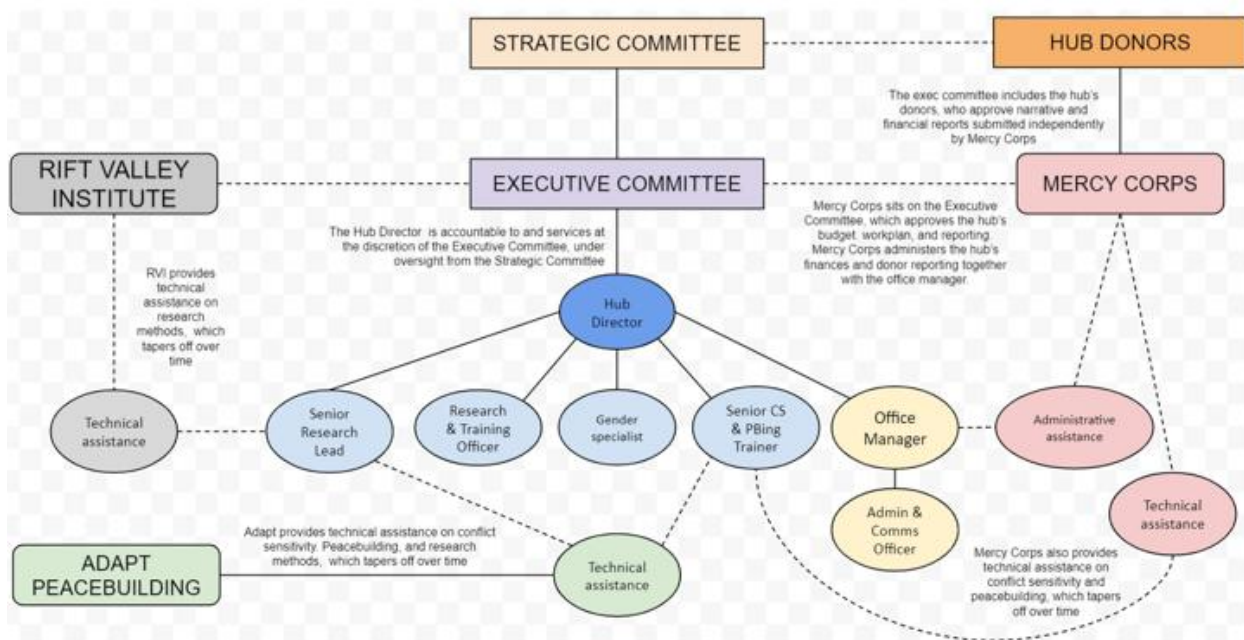 STRATEGIC COMMITTEE
HUB DONORS
The exec committee includes the hub's
donors, who approve narrative and
financial reports submitted independently
by Mercy Corps
RIFT VALLEY
INSTITUTE
EXECUTIVE COMMITTEE
MERCY CORPS
The Hub Director is accountable to and services at
the discretion of the Executive Committee, under
oversight from the Strategic Committee
Mercy Corps sits on the Executive
Committee, which approves the hub's
budget, workplan, and reporting
Mercy Corps administers the hub's
finances and donor reporting together
with the office manager.
RVI provides
technical
assistance on
research
methods, which
tapers off over
time
Hub
Director
Technical
assistance
Senior
Research
Lead
Research
& Training
Officer
Gender
specialist
Senior CS
& PBing
Trainer
Office
Manager
Administrative
assistance
Admin &
Comms
Officer
Technical
assistance
Adapt provides technical assistance on conflict
sensitivity. Peacebuilding, and research
methods, which tapers off over time
ADAPT
PEACEBUILDING
Technical
assistance
Mercy Corps also provides
technical assistance on
conflict sensitivity and
peacebuilding, which tapers
off over time